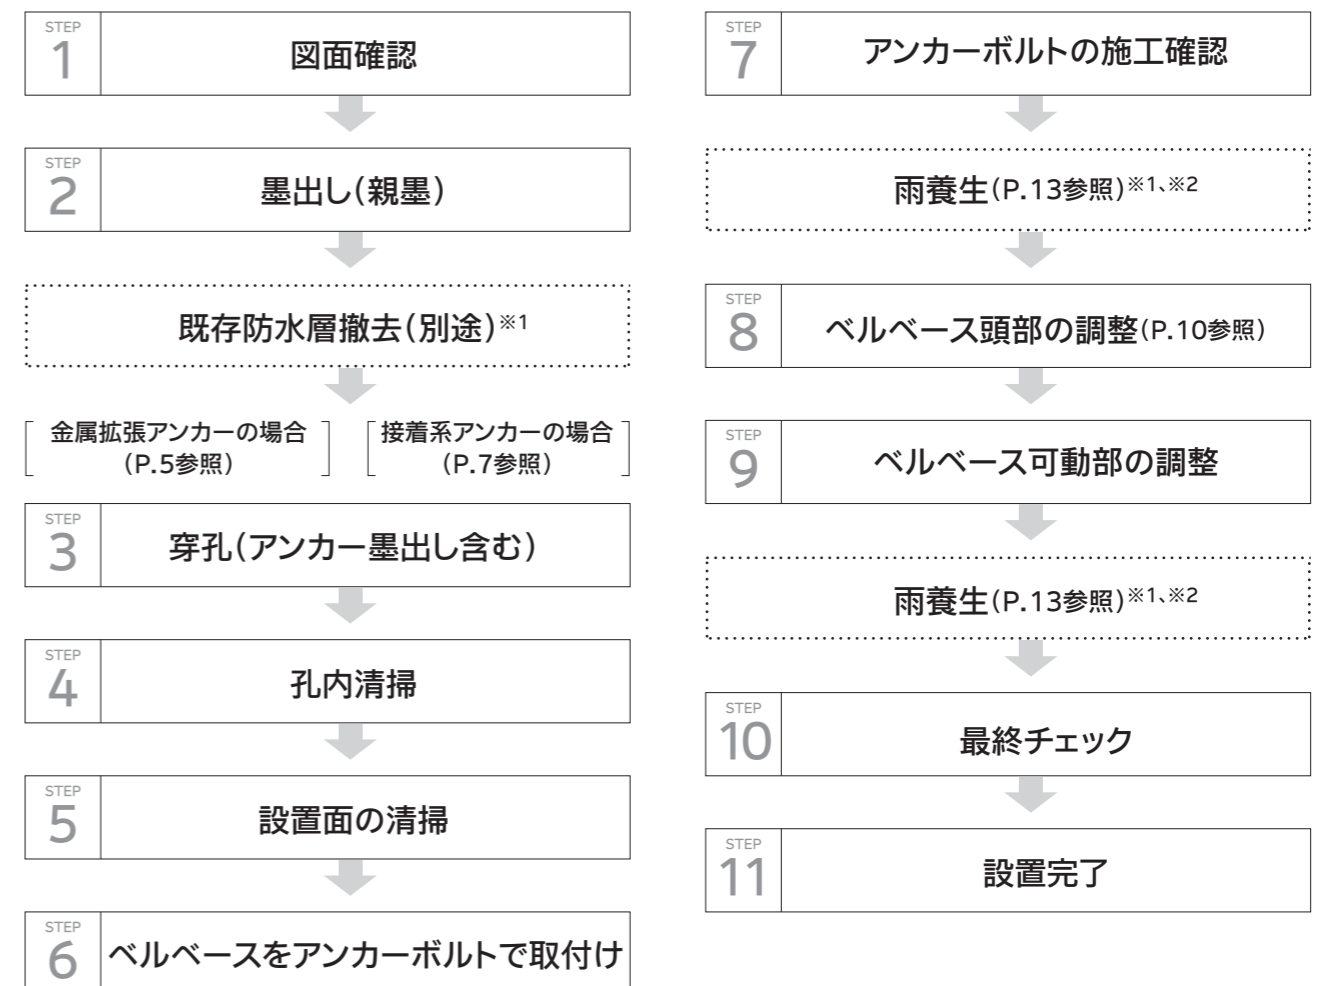 STEP
1
図面確認
STEP
2
墨出し(親墨)
既存防水層撤去(別途)※1
金属拡張アンカーの場合
(P.5参照)
接着系アンカーの場合
(P.7参照)
STEP
3
穿孔(アンカー墨出し含む)
STEP
4
孔内清掃
STEP
5
設置面の清掃
STEP
6
ベルベースをアンカーボルトで取付け
STEP
7
アンカーボルトの施工確認
雨養生(P.13参照)※1、※2
STEP
8
ベルベース頭部の調整(P.10参照)
STEP
9
ベルベース可動部の調整
雨養生(P.13参照)※1、※2
STEP
10
最終チェック
STEP
11
設置完了